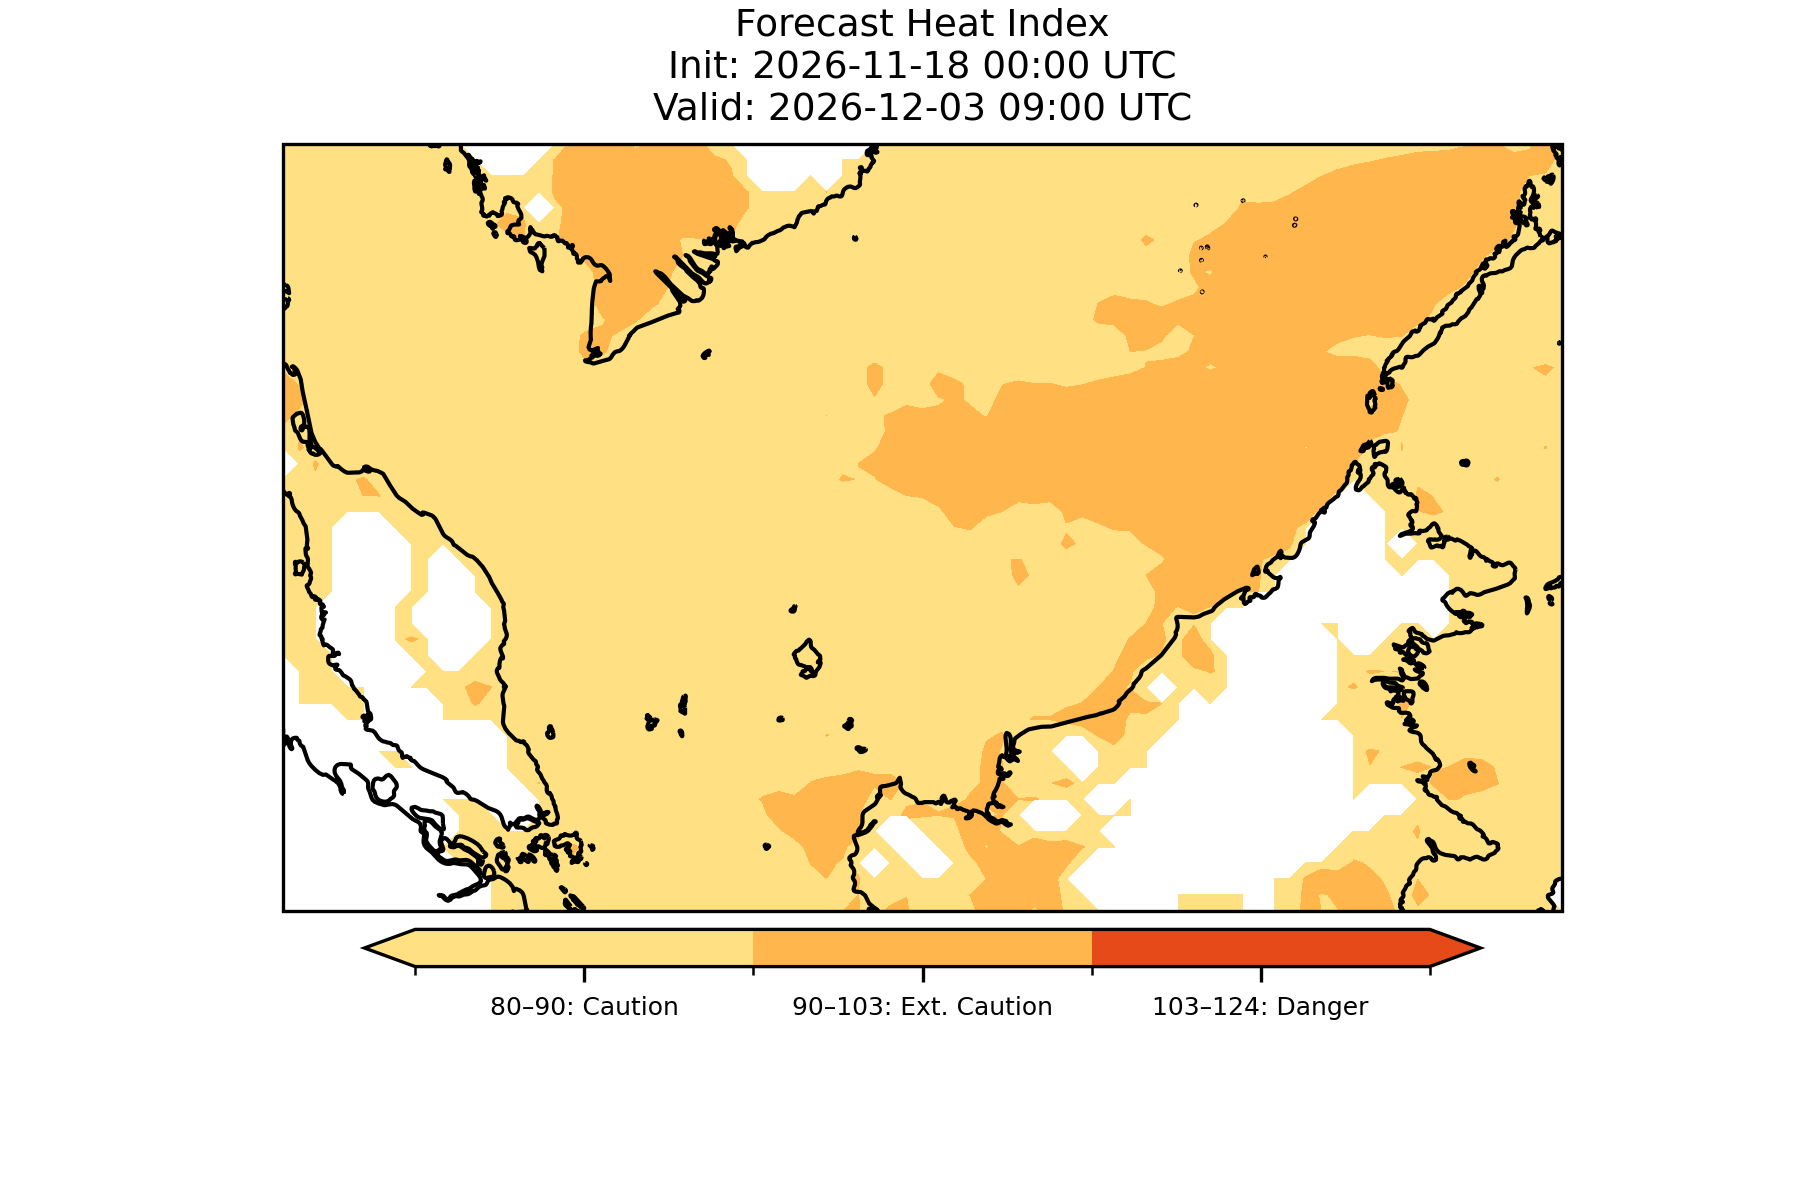 Forecast Heat Index
Init: 2026-11-18 00:00 UTC
Valid: 2026-12-03 09:00 UTC
80–90: Caution
90–103: Ext. Caution
103–124: Danger